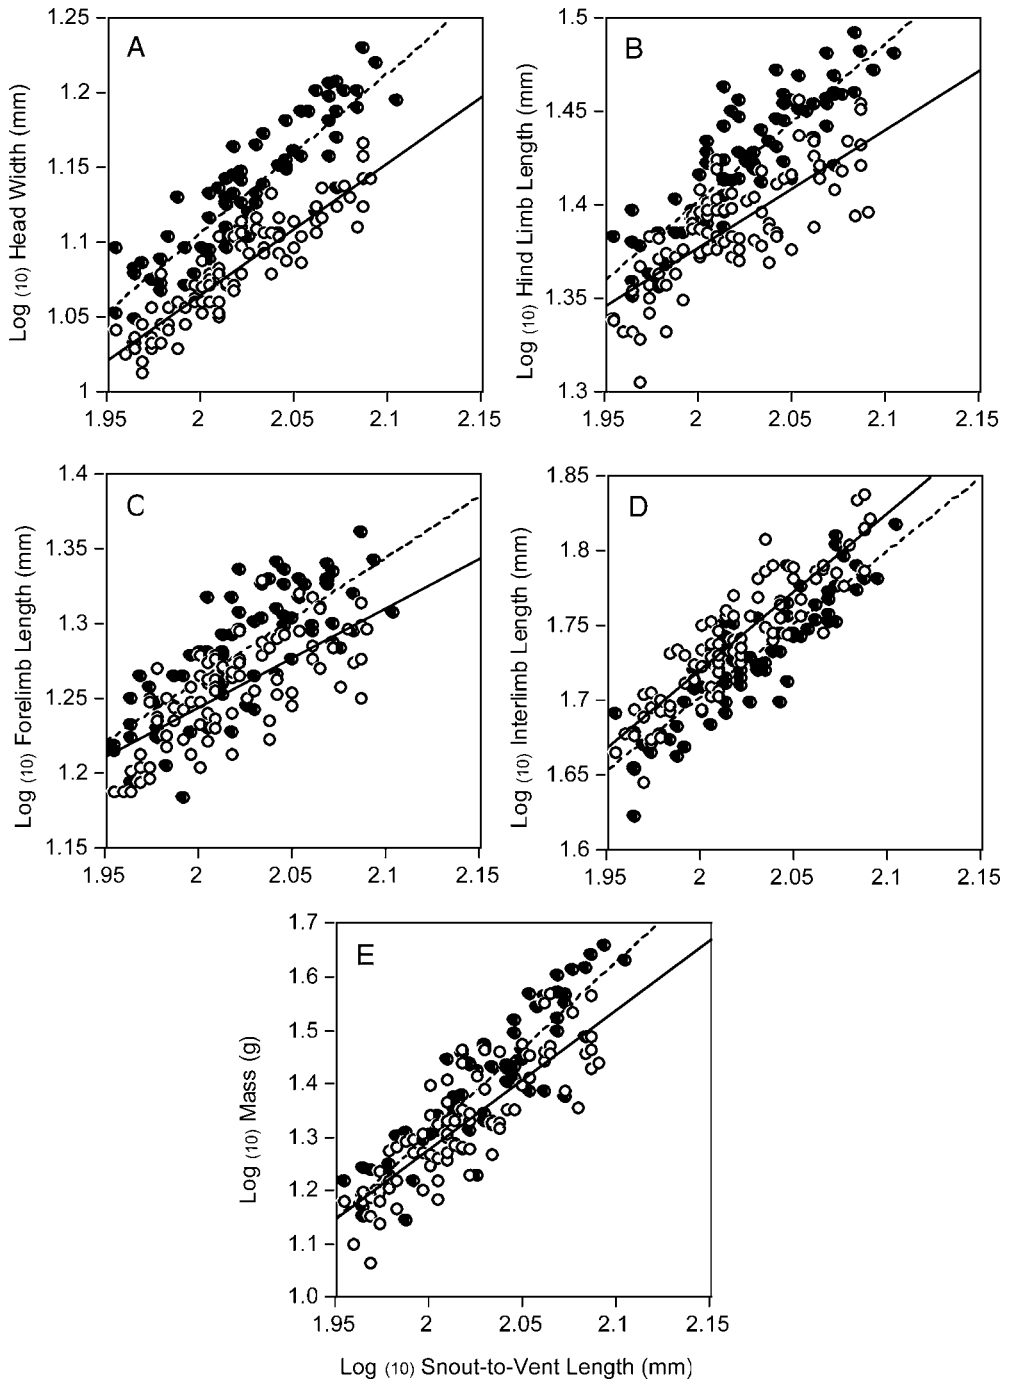 A
Log (10) Head Width (mm)
1.25
1.2
1.15
1.1
1.05
1
1.95 2 2.05 2.1 2.15
B
Log (10) Hind Limb Length (mm)
1.5
1.45
1.4
1.35
1.3
1.95 2 2.05 2.1 2.15
C
Log (10) Forelimb Length (mm)
1.4
1.35
1.3
1.25
1.2
1.15
1.95 2 2.05 2.1 2.15
D
Log (10) Interlimb Length (mm)
1.85
1.8
1.75
1.7
1.65
1.6
1.95 2 2.05 2.1 2.15
E
Log (10) Mass (g)
1.7
1.6
1.5
1.4
1.3
1.2
1.1
1.0
1.95 2 2.05 2.1 2.15
Log (10) Snout-to-Vent Length (mm)